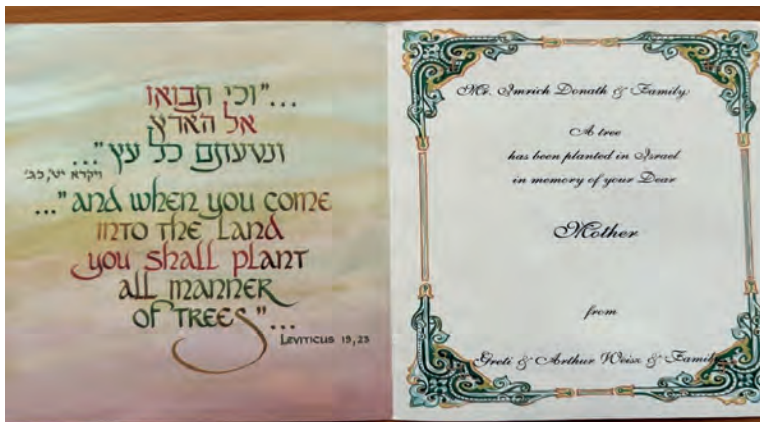 ..."וכי תבואו
אל הארץ
ונטעתם כל עץ"...
ויקרא יט', כג'
..."and when you come
into the Land
you shall plant
all manner
of trees"...
Leviticus 19,23
Mr. Imrich Donath & Family
A tree
has been planted in Israel
in memory of your Dear
Mother
from
Greti & Arthur Weisz & Family